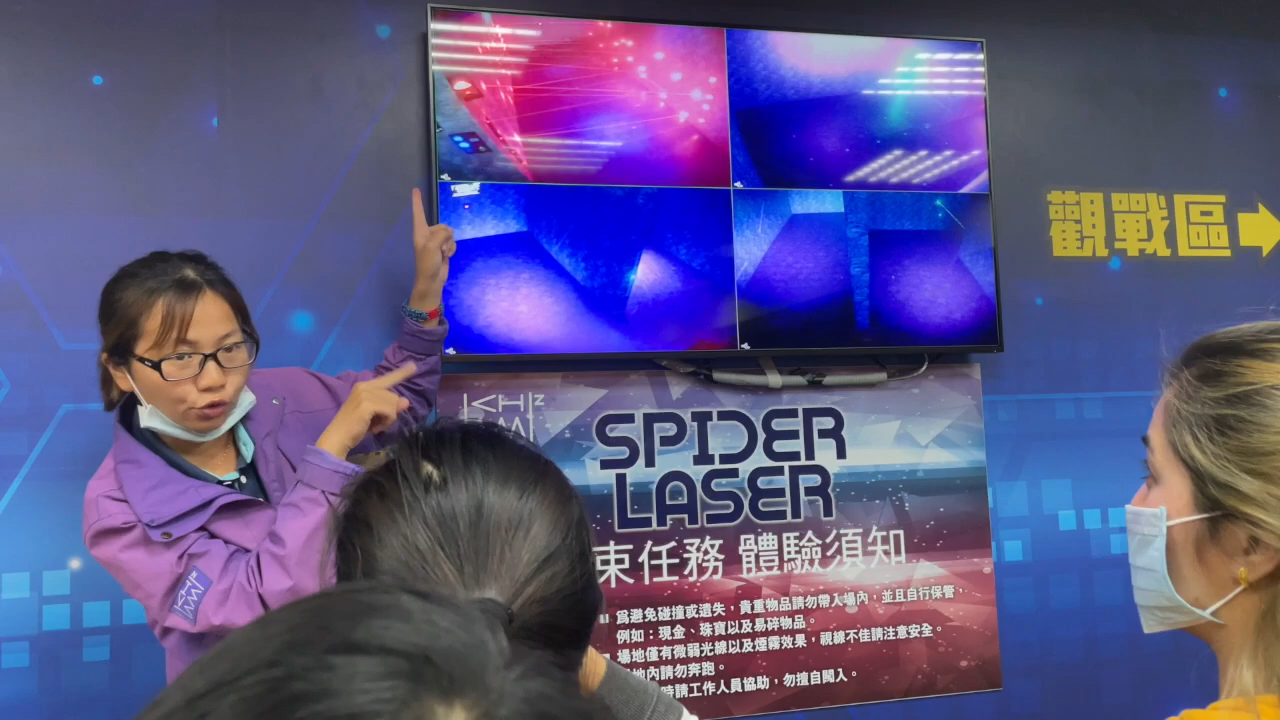 觀戰區
KHN
SPIDER
LASER
束任務 體驗須知
為避免碰撞或遺失，貴重物品請勿帶入場內，並且自行保管，
例如：現金、珠寶以及易碎物品。
場地僅有微弱光線以及煙霧效果，視線不佳請注意安全。
地內請勿奔跑。
時請工作人員協助，勿擅自闖入。